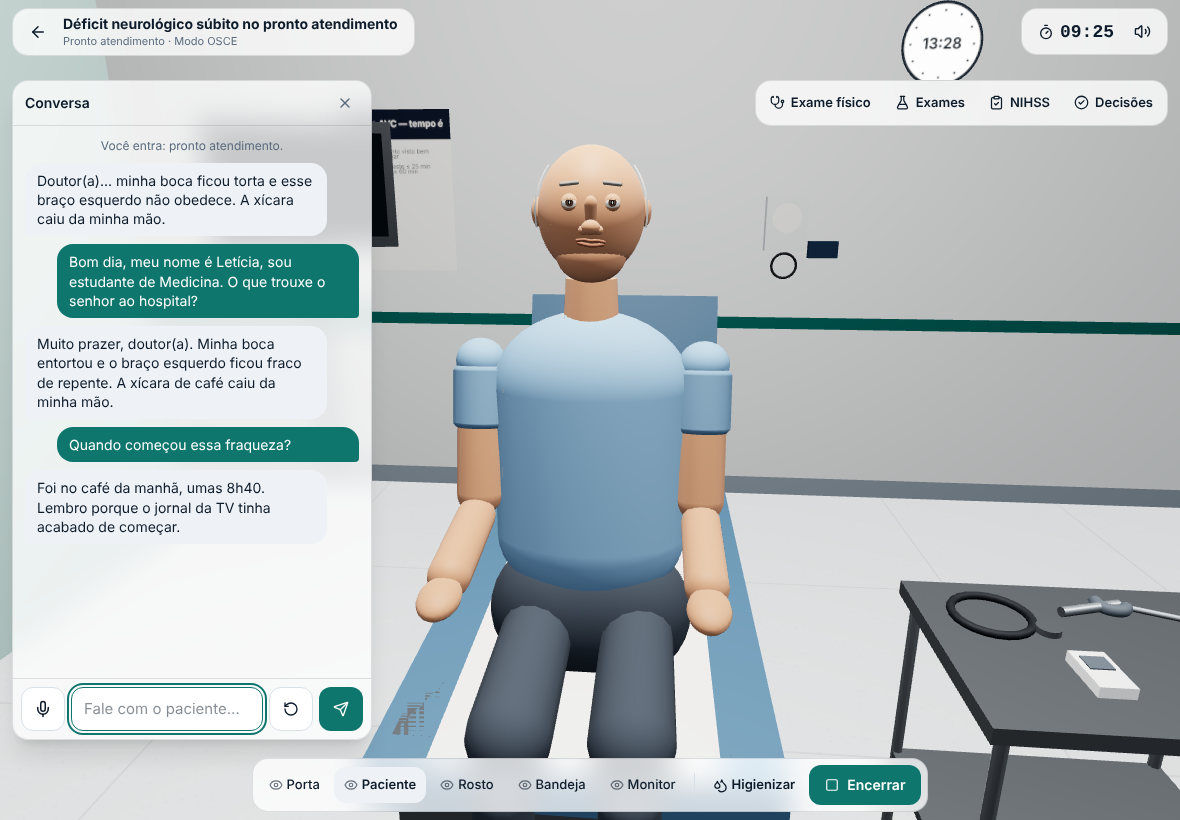 Déficit neurológico súbito no pronto atendimento
Pronto atendimento · Modo OSCE
13:28
09:25
Exame físico
Exames
NIHSS
Decisões
Conversa
AVC — tempo é
Você entra: pronto atendimento.
Doutor(a)... minha boca ficou torta e esse
braço esquerdo não obedece. A xícara
caiu da minha mão.
Bom dia, meu nome é Letícia, sou
estudante de Medicina. O que trouxe o
senhor ao hospital?
Muito prazer, doutor(a). Minha boca
entortou e o braço esquerdo ficou fraco
de repente. A xícara de café caiu da
minha mão.
Quando começou essa fraqueza?
Foi no café da manhã, umas 8h40.
Lembro porque o jornal da TV tinha
acabado de começar.
Fale com o paciente...
Porta
Paciente
Rosto
Bandeja
Monitor
Higienizar
Encerrar